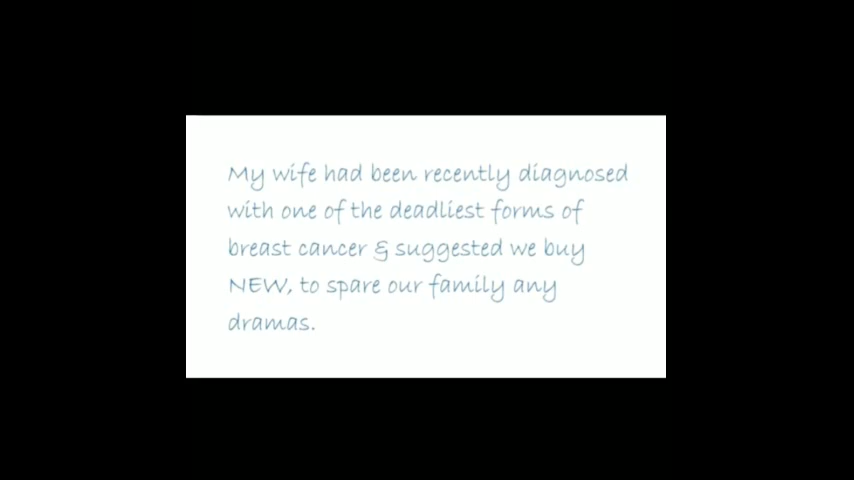 My wife had been recently diagnosed
with one of the deadliest forms of
breast cancer & suggested we buy
NEW, to spare our family any
dramas.